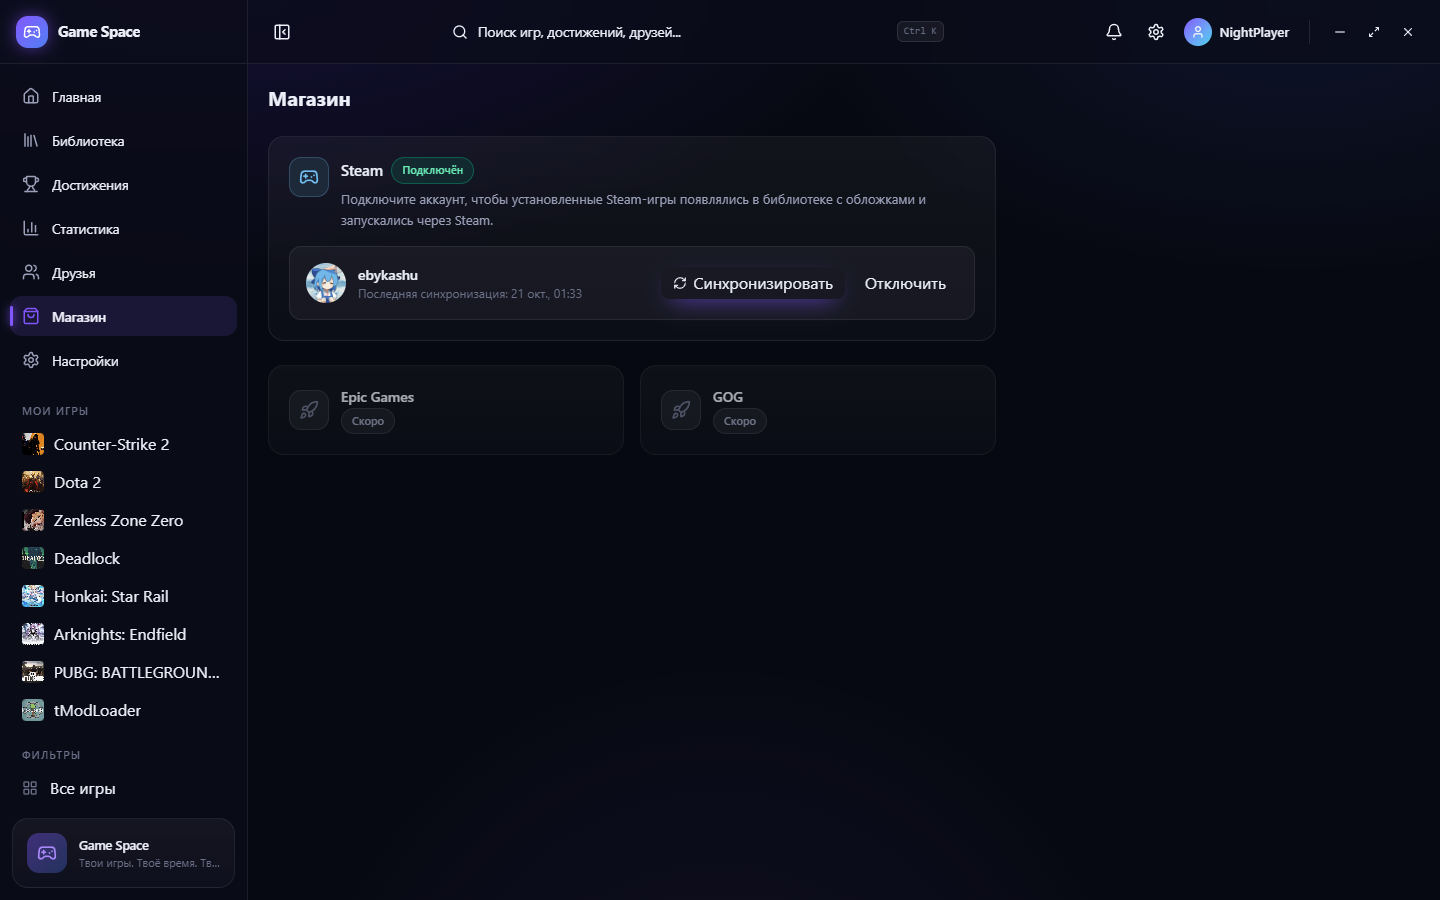 Game Space
Поиск игр, достижений, друзей...
Ctrl K
NightPlayer
Главная
Библиотека
Достижения
Статистика
Друзья
Магазин
Настройки
МОИ ИГРЫ
Counter-Strike 2
Dota 2
Zenless Zone Zero
Deadlock
Honkai: Star Rail
Arknights: Endfield
PUBG: BATTLEGROUN...
tModLoader
ФИЛЬТРЫ
Все игры
Game Space
Твои игры. Твоё время. Тв...
Магазин
Steam
Подключён
Подключите аккаунт, чтобы установленные Steam-игры появлялись в библиотеке с обложками и
запускались через Steam.
ebykashu
Последняя синхронизация: 21 окт., 01:33
Синхронизировать
Отключить
Epic Games
Скоро
GOG
Скоро